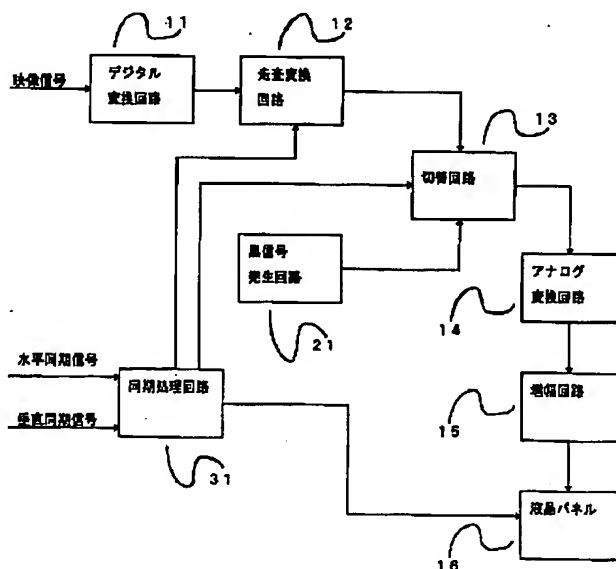 11
12
映像信号
デジタル
変換回路
走査変換
回路
13
切替回路
黒信号
発生回路
21
アナログ
変換回路
14
水平同期信号
垂直同期信号
同期処理回路
31
増幅回路
15
液晶パネル
16